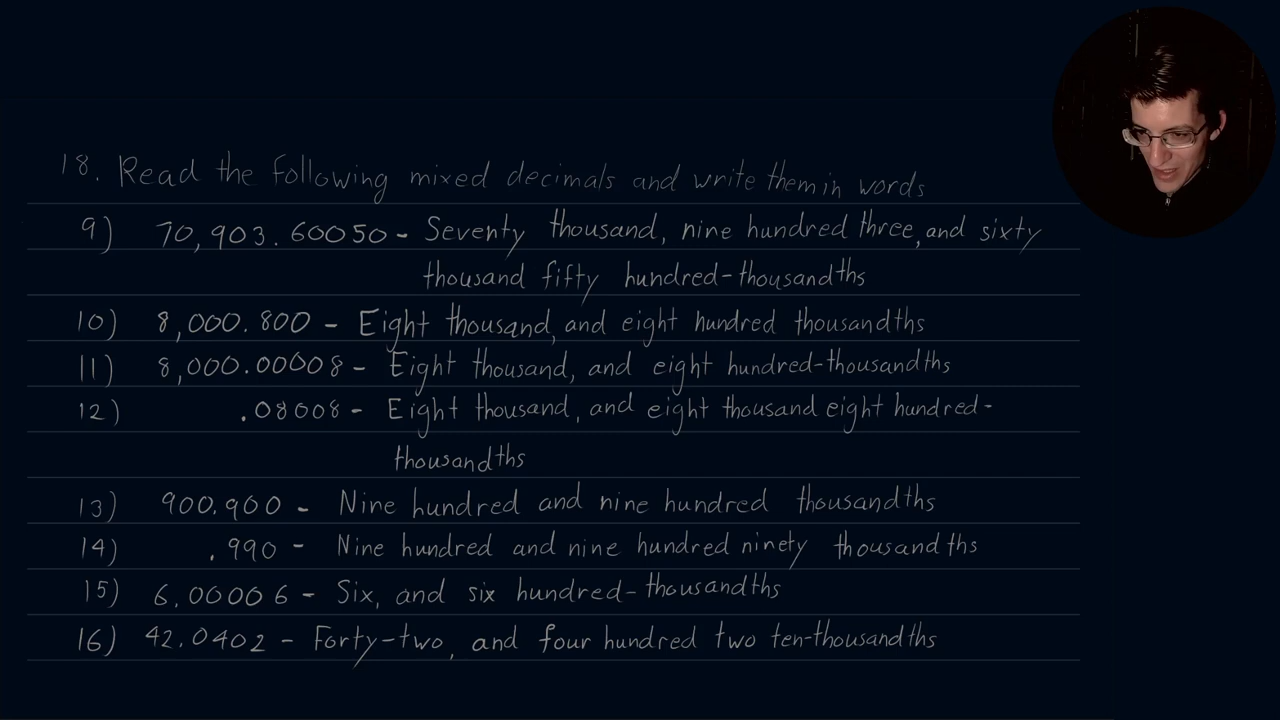 18. Read the following mixed decimals and write them in words
9) 70,903.60050 - Seventy thousand, nine hundred three, and sixty
thousand fifty hundred-thousandths
10) 8,000.800 - Eight thousand, and eight hundred thousandths
11) 8,000.00008 - Eight thousand, and eight hundred-thousandths
12) .08008 - Eight thousand, and eight thousand eight hundred-
thousandths
13) 900.900 - Nine hundred and nine hundred thousandths
14) .990 - Nine hundred and nine hundred ninety thousandths
15) 6.00006 - Six, and six hundred-thousandths
16) 42.0402 - Forty-two, and four hundred two ten-thousandths